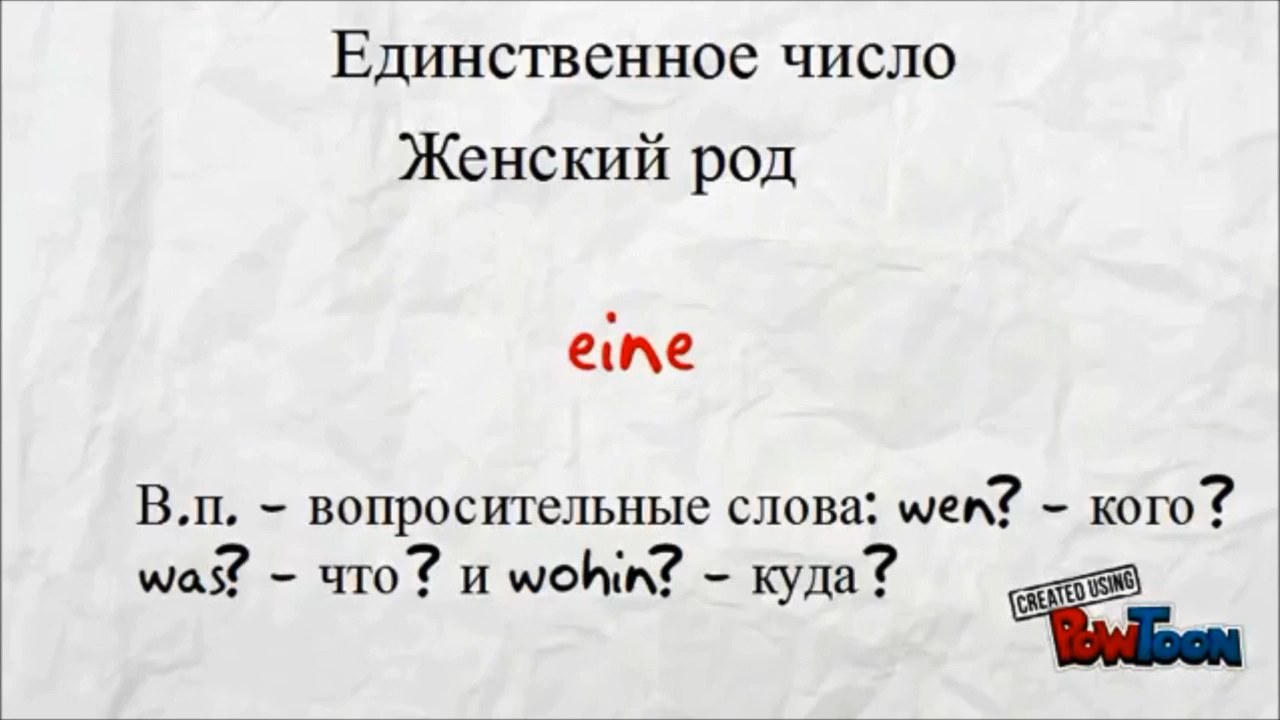 Единственное число
Женский род
eine
В.п. - вопросительные слова: wen? - кого?
was? - что? и wohin? - куда?
CREATED USING
POWTOON